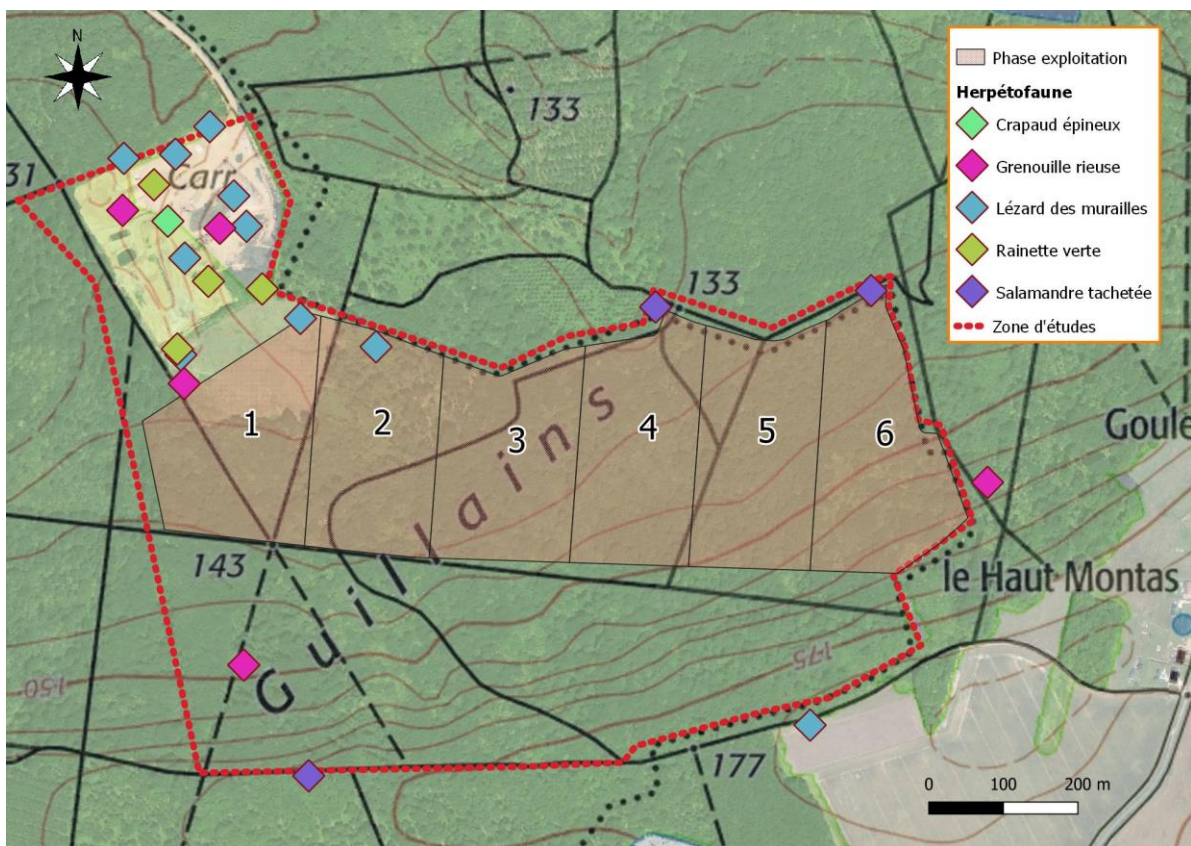 N
133
31
Carr
133
1
2
3
4
5
6
Guillains
143
150
175
177
le Haut Montas
Goule
Phase exploitation
Herpétofaune
Crapaud épineux
Grenouille rieuse
Lézard des murailles
Rainette verte
Salamandre tachetée
Zone d'études
0 100 200 m